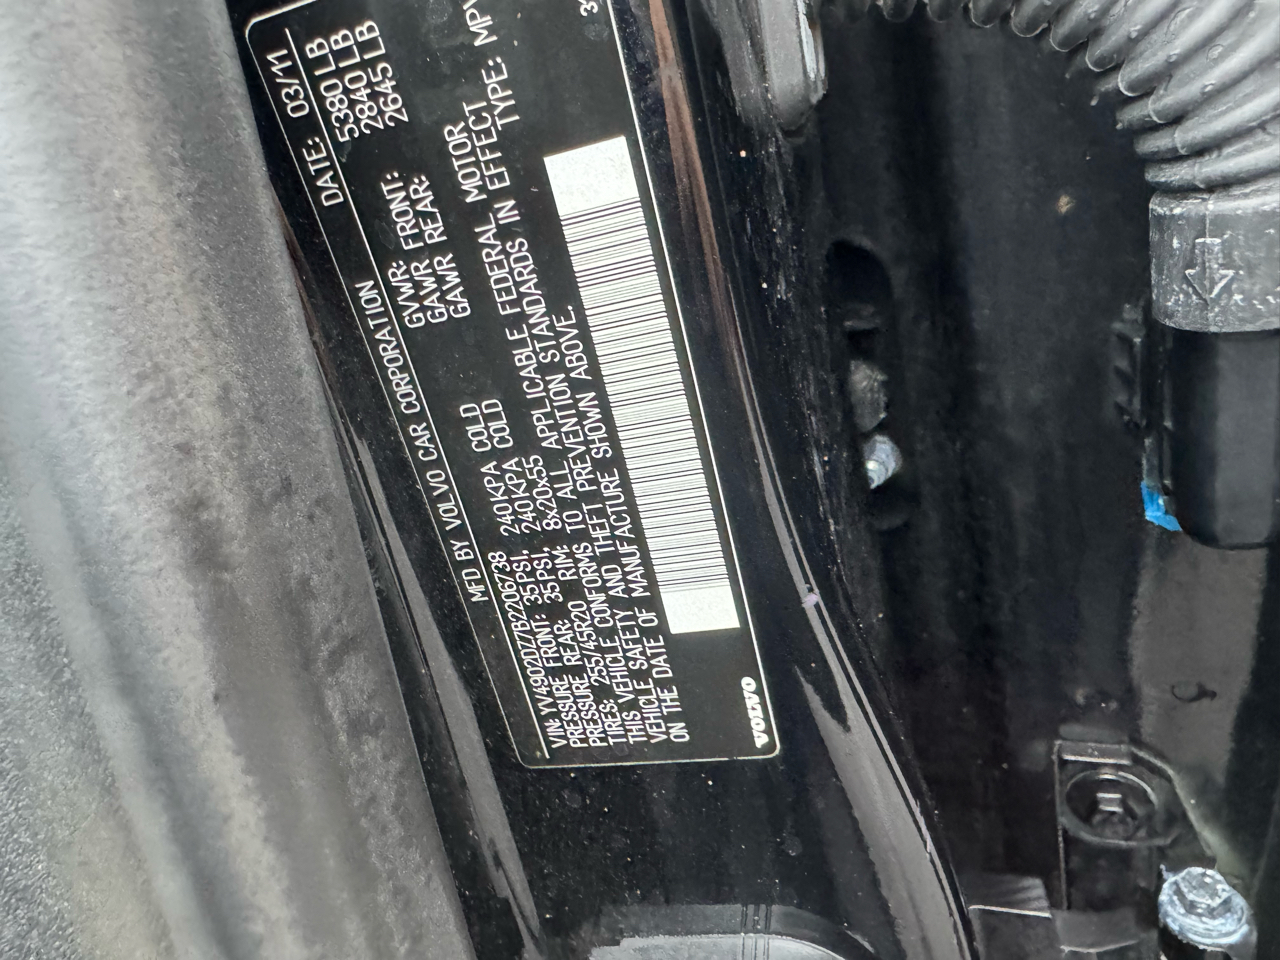 MFD BY VOLVO CAR CORPORATION DATE: 03/11
GVWR: 5380 LB
GAWR FRONT: 2840 LB
GAWR REAR: 2645 LB
VIN: YV4902DZ7B2206738
PRESSURE FRONT: 35PSI, 240KPA COLD
PRESSURE REAR: 35PSI, 240KPA COLD
TIRES: 255/45R20 RIM: 8x20x55
THIS VEHICLE CONFORMS TO ALL APPLICABLE FEDERAL MOTOR
VEHICLE SAFETY AND THEFT PREVENTION STANDARDS IN EFFECT
ON THE DATE OF MANUFACTURE SHOWN ABOVE. TYPE: MPV
VOLVO